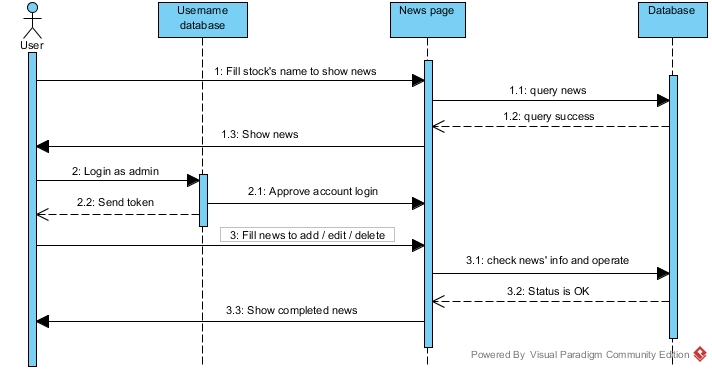 Username
database
News page
Database
User
1: Fill stock's name to show news
1.1: query news
1.2: query success
1.3: Show news
2: Login as admin
2.1: Approve account login
2.2: Send token
3: Fill news to add / edit / delete
3.1: check news' info and operate
3.2: Status is OK
3.3: Show completed news
Powered By Visual Paradigm Community Edition